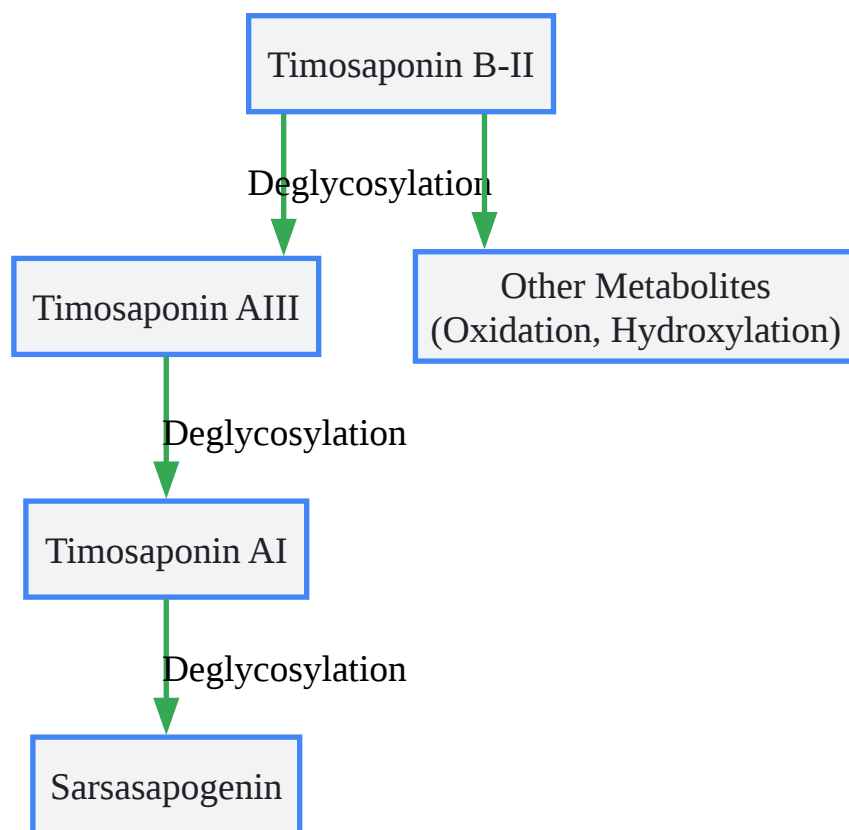 Timosaponin B-II
Deglycosylation
Timosaponin AIII
Other Metabolites
(Oxidation, Hydroxylation)
Deglycosylation
Timosaponin AI
Deglycosylation
Sarsasapogenin